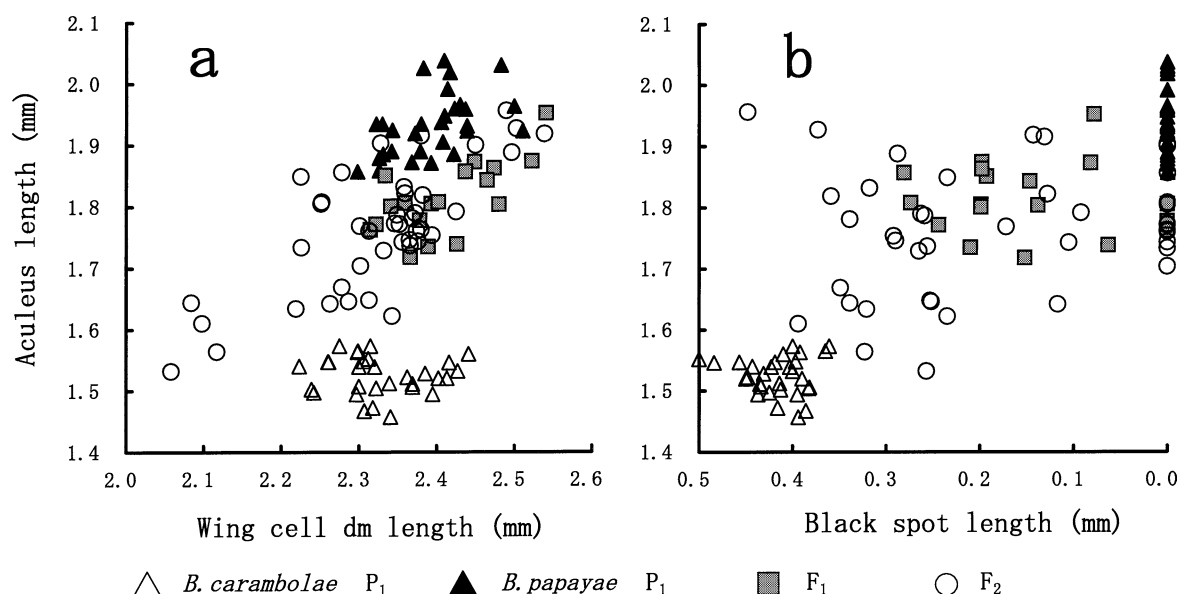 a
Aculeus length (mm)
2.1
2.0
1.9
1.8
1.7
1.6
1.5
1.4
2.0 2.1 2.2 2.3 2.4 2.5 2.6
Wing cell dm length (mm)
b
2.1
2.0
1.9
1.8
1.7
1.6
1.5
1.4
0.5 0.4 0.3 0.2 0.1 0.0
Black spot length (mm)
B. carambolae P1 B. papayae P1 F1 F2